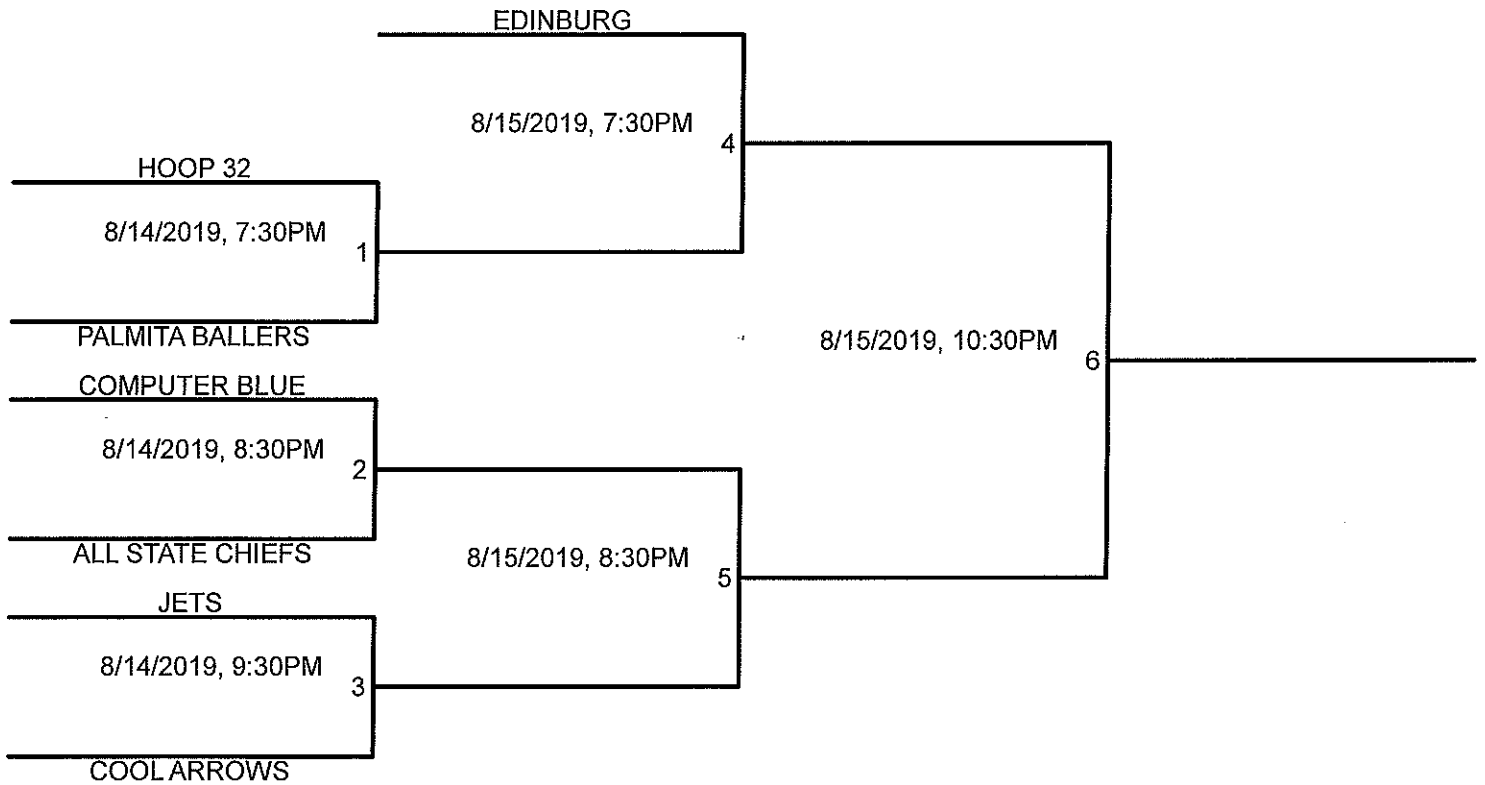 EDINBURG
8/15/2019, 7:30PM
4
HOOP 32
8/14/2019, 7:30PM
1
PALMITA BALLERS
8/15/2019, 10:30PM
6
COMPUTER BLUE
8/14/2019, 8:30PM
2
ALL STATE CHIEFS
8/15/2019, 8:30PM
5
JETS
8/14/2019, 9:30PM
3
COOL ARROWS